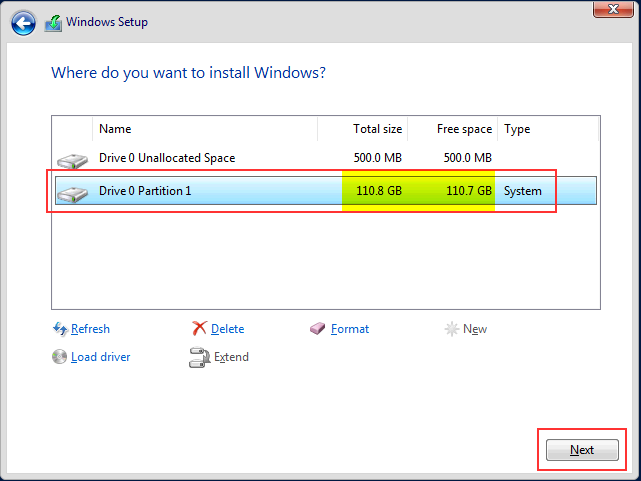 Windows Setup
Where do you want to install Windows?
Name Total size Free space Type
Drive 0 Unallocated Space 500.0 MB 500.0 MB
Drive 0 Partition 1 110.8 GB 110.7 GB System
Refresh Delete Format New
Load driver Extend
Next